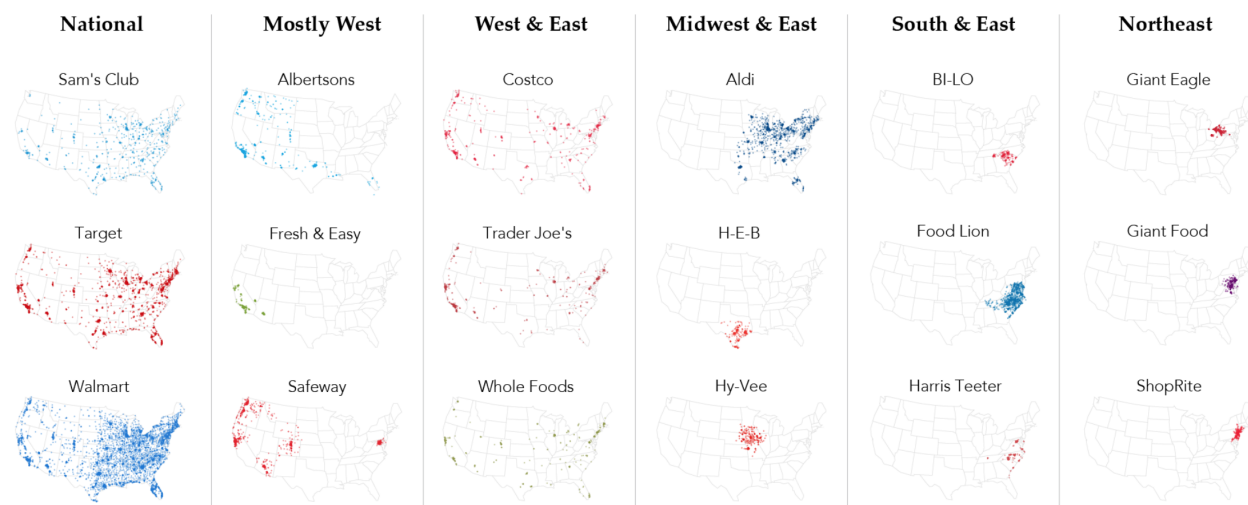 National
Mostly West
West & East
Midwest & East
South & East
Northeast
Sam's Club
Albertsons
Costco
Aldi
BI-LO
Giant Eagle
Target
Fresh & Easy
Trader Joe's
H-E-B
Food Lion
Giant Food
Walmart
Safeway
Whole Foods
Hy-Vee
Harris Teeter
ShopRite